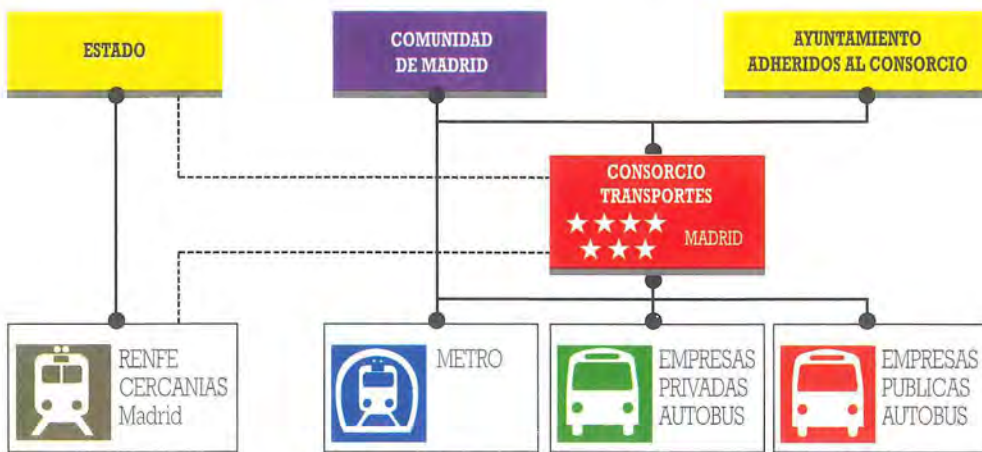 ESTADO
COMUNIDAD
DE MADRID
AYUNTAMIENTO
ADHERIDOS AL CONSORCIO
CONSORCIO
TRANSPORTES
MADRID
RENFE
CERCANIAS
Madrid
METRO
EMPRESAS
PRIVADAS
AUTOBUS
EMPRESAS
PUBLICAS
AUTOBUS